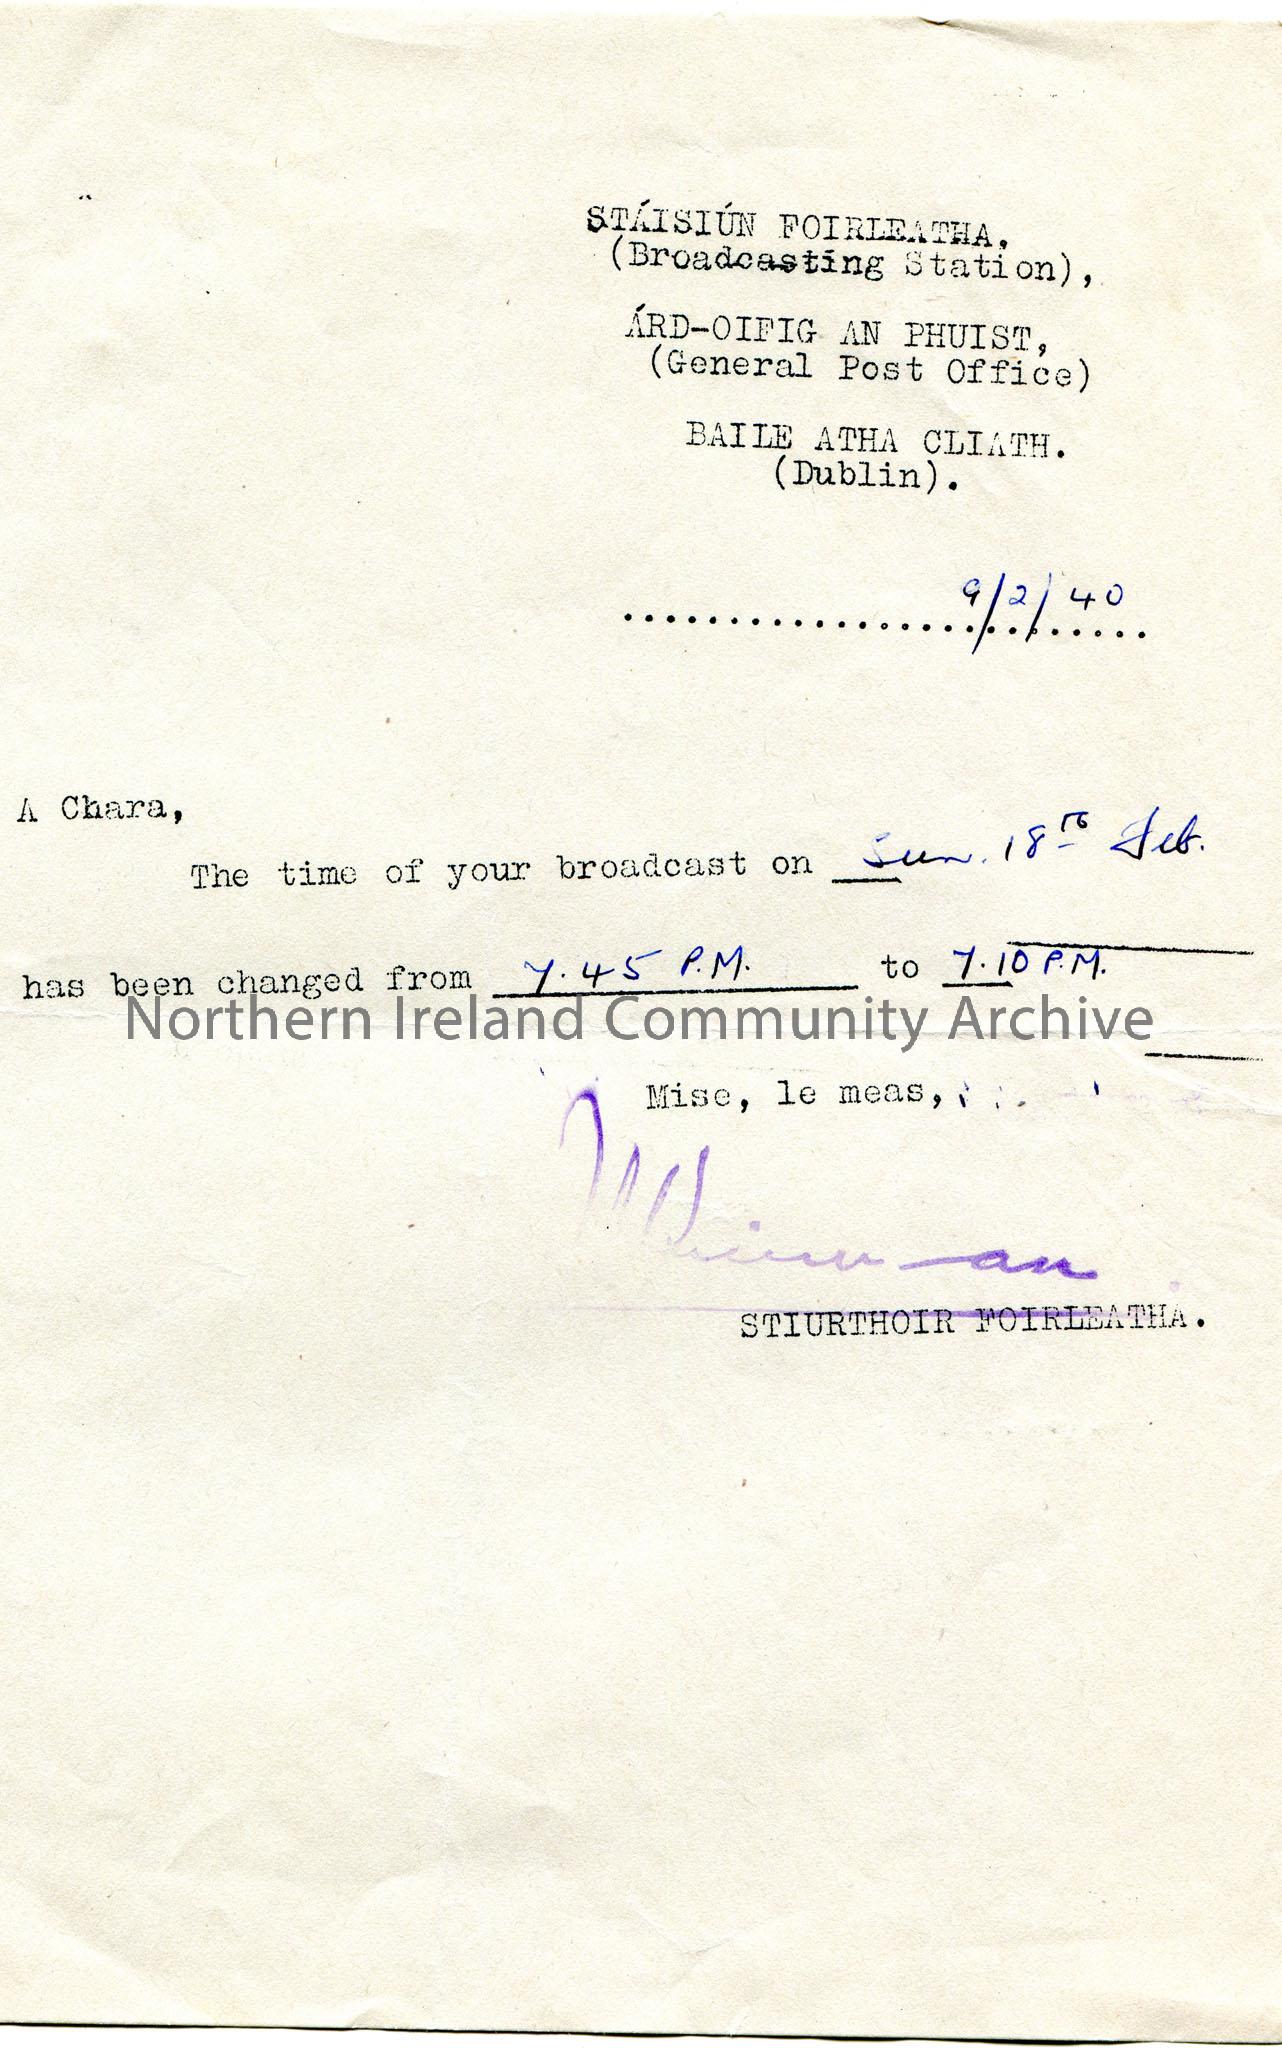 STÁISIÚN FOIRLEATHA.
(Broadcasting Station),
ÁRD-OIFIG AN PHUIST,
(General Post Office)
BAILE ATHA CLIATH.
(Dublin).
9/2/40
A Chara,
The time of your broadcast on Sun. 18th Feb.
has been changed from 7.45 P.M. to 7.10 P.M.
Northern Ireland Community Archive
Mise, le meas,
STIURTHOIR FOIRLEATHA.